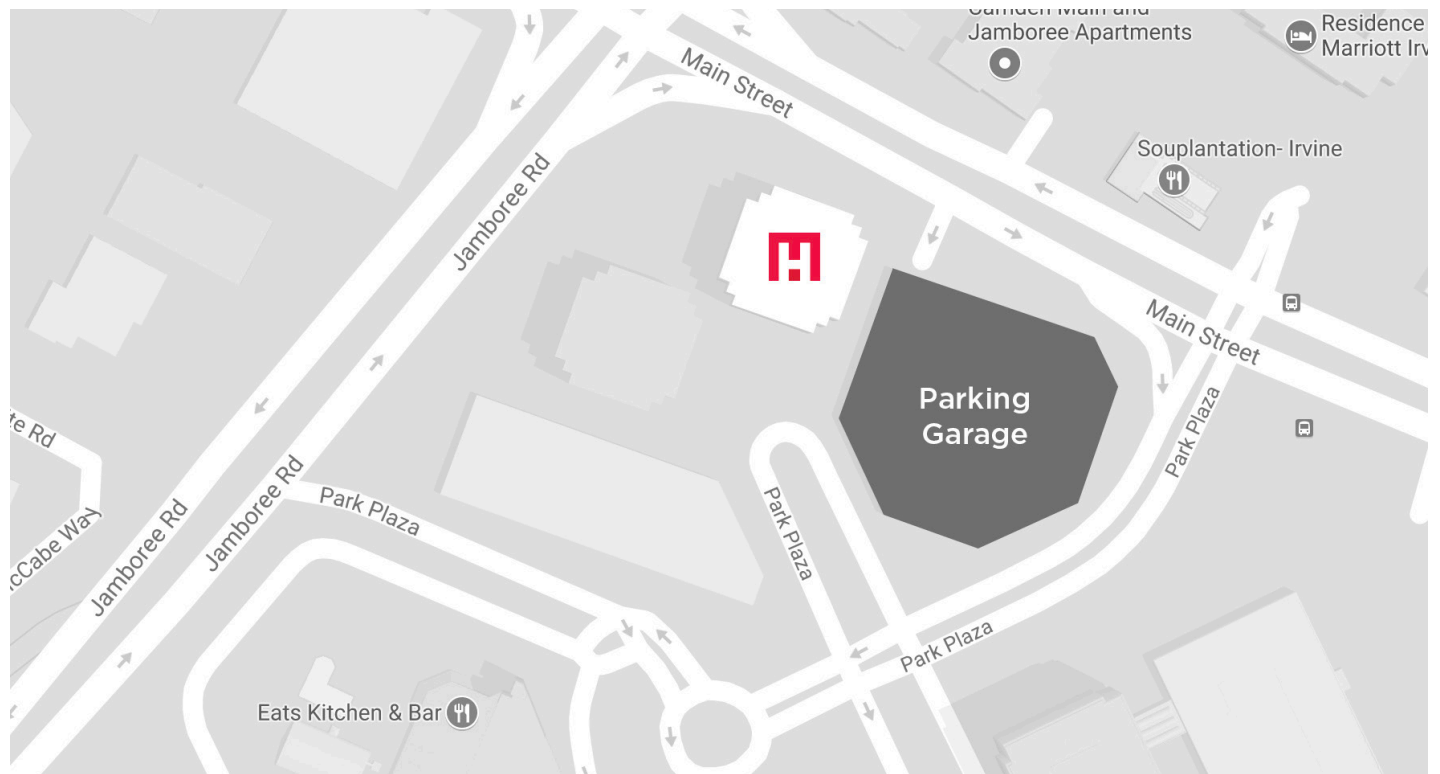 Camden Main and
Jamboree Apartments
Residence
Marriott Irv
Main Street
Souplantation- Irvine
Jamboree Rd
Main Street
Parking
Garage
Park Plaza
te Rd
Park Plaza
Park Plaza
Jamboree Rd
Jamboree Rd
cCabe Way
Park Plaza
Eats Kitchen & Bar